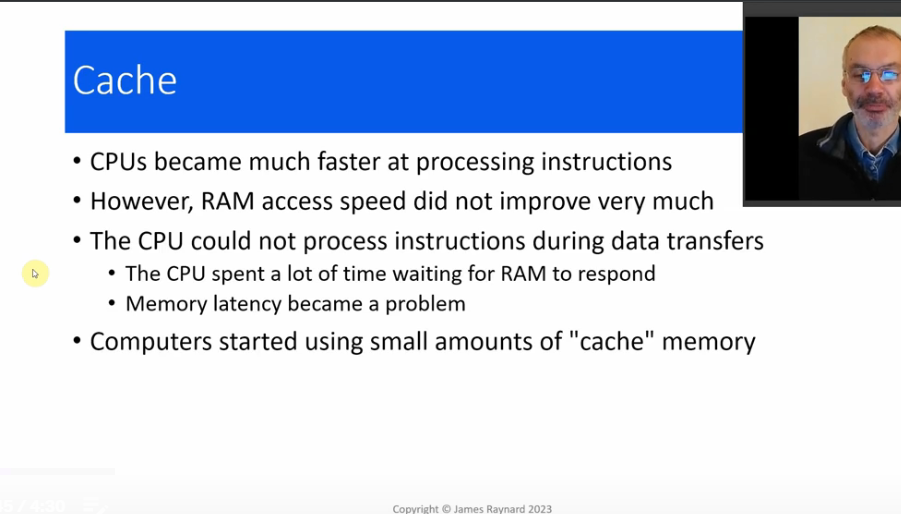 Cache
• CPUs became much faster at processing instructions
• However, RAM access speed did not improve very much
• The CPU could not process instructions during data transfers
• The CPU spent a lot of time waiting for RAM to respond
• Memory latency became a problem
• Computers started using small amounts of "cache" memory
/ 4:30
Copyright © James Raynard 2023